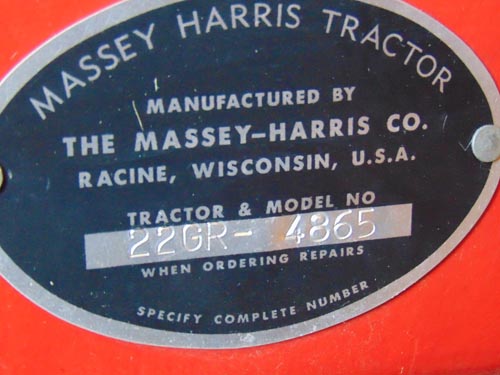 MASSEY HARRIS TRACTOR
MANUFACTURED BY
THE MASSEY-HARRIS CO.
RACINE, WISCONSIN, U.S.A.
TRACTOR & MODEL NO
22GR- 4865
WHEN ORDERING REPAIRS
SPECIFY COMPLETE NUMBER